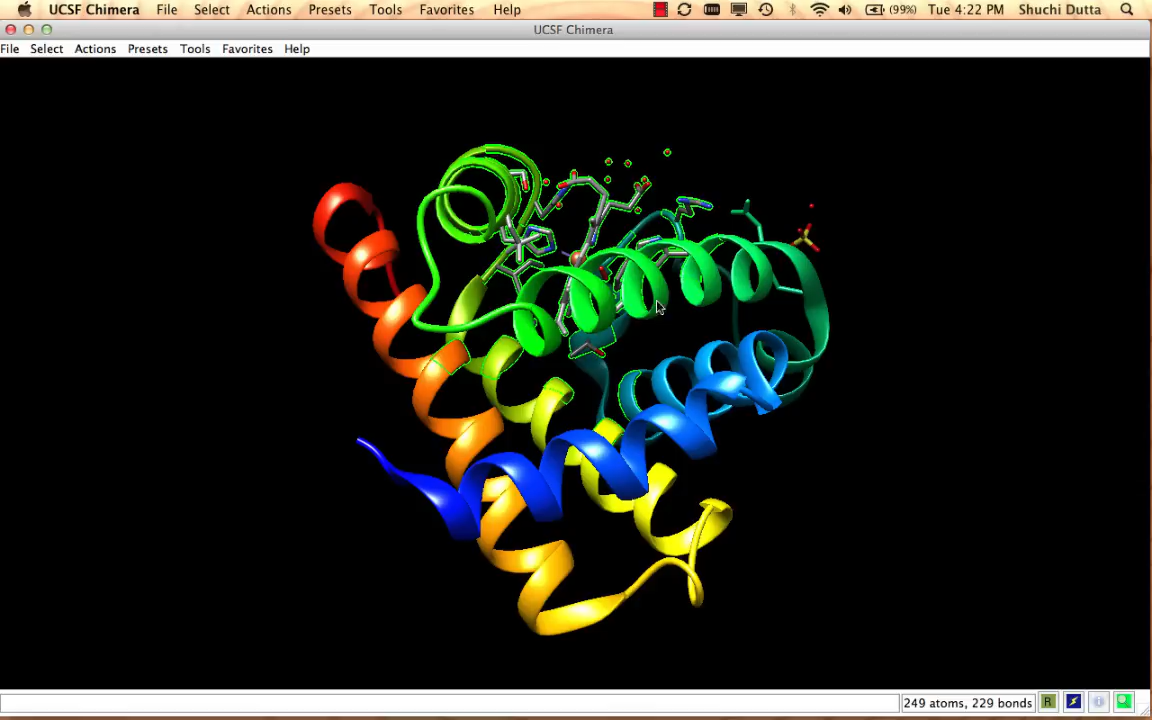 UCSF Chimera File Select Actions Presets Tools Favorites Help (99%) Tue 4:22 PM Shuchi Dutta
UCSF Chimera
File Select Actions Presets Tools Favorites Help
249 atoms, 229 bonds R